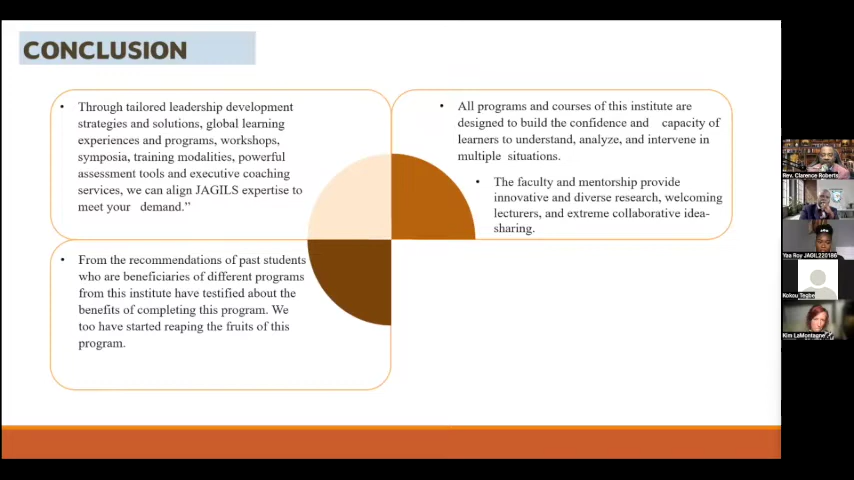 CONCLUSION
• Through tailored leadership development
strategies and solutions, global learning
experiences and programs, workshops,
symposia, training modalities, powerful
assessment tools and executive coaching
services, we can align JAGILS expertise to
meet your demand.”
• All programs and courses of this institute are
designed to build the confidence and capacity of
learners to understand, analyze, and intervene in
multiple situations.
• The faculty and mentorship provide
innovative and diverse research, welcoming
lecturers, and extreme collaborative idea-
sharing.
• From the recommendations of past students
who are beneficiaries of different programs
from this institute have testified about the
benefits of completing this program. We
too have started reaping the fruits of this
program.
Rev. Clarence Roberts
Yaa Roy JAGIL220186
Kokou Tegbe
Kim LaMontagne